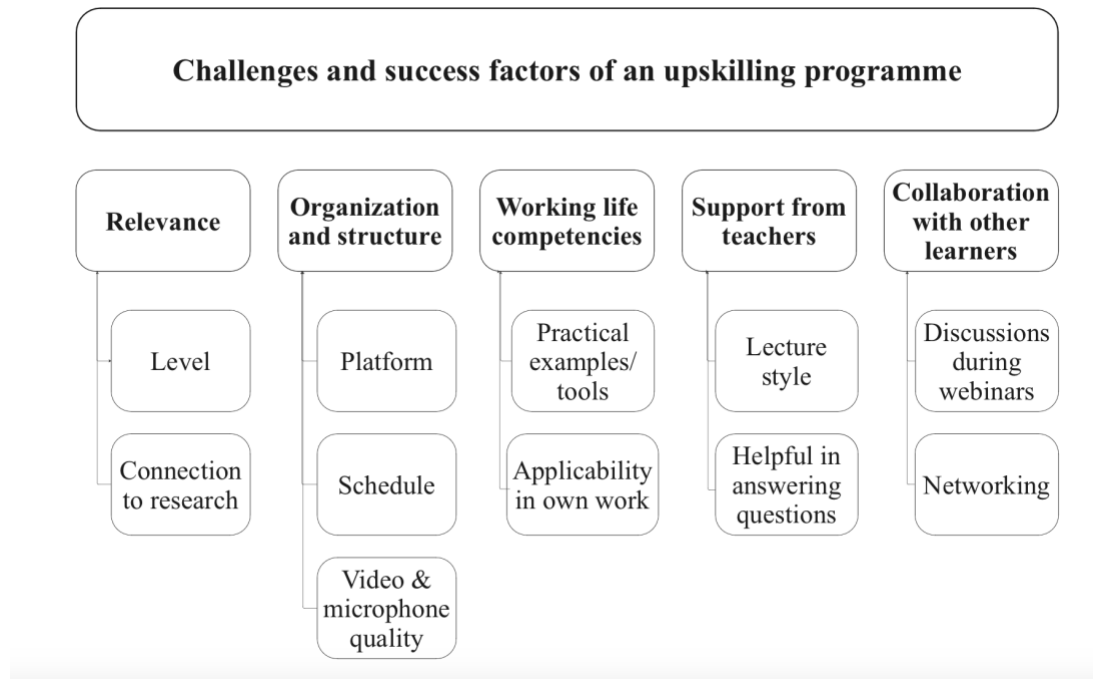 Challenges and success factors of an upskilling programme
Relevance
Level
Connection
to research
Organization
and structure
Platform
Schedule
Video &
microphone
quality
Working life
competencies
Practical
examples/
tools
Applicability
in own work
Support from
teachers
Lecture
style
Helpful in
answering
questions
Collaboration
with other
learners
Discussions
during
webinars
Networking